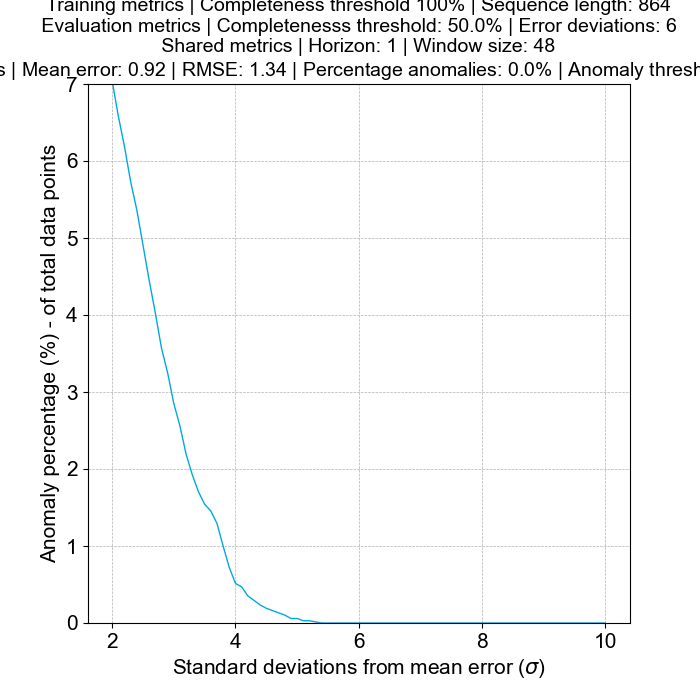 Training metrics | Completeness threshold 100% | Sequence length: 864
Evaluation metrics | Completenesss threshold: 50.0% | Error deviations: 6
Shared metrics | Horizon: 1 | Window size: 48
| Mean error: 0.92 | RMSE: 1.34 | Percentage anomalies: 0.0% | Anomaly
7
6
5
4
3
2
1
0
Anomaly percentage (%) - of total data points
2 4 6 8 10
Standard deviations from mean error (σ)